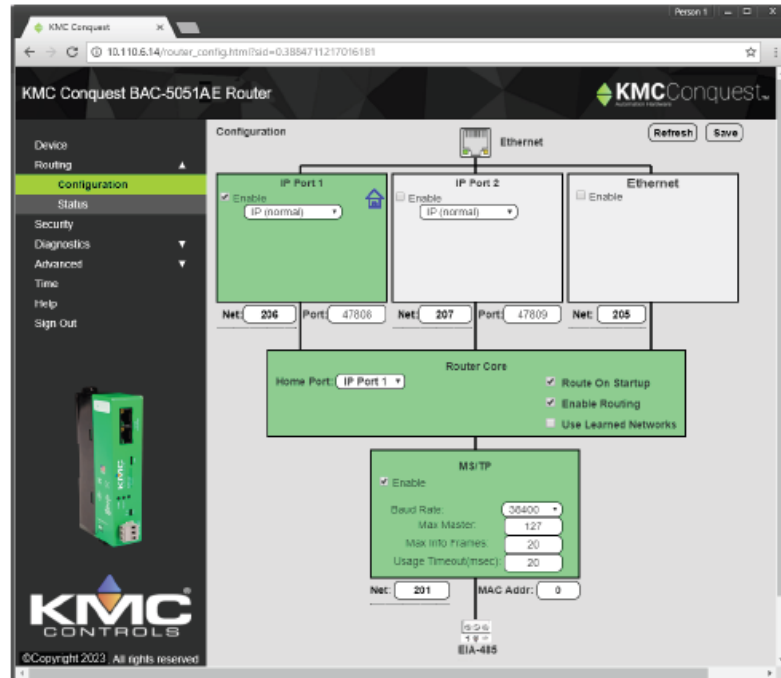 Person 1
KMC Conquest
10.110.6.14/router_config.html?sid=0.3884711217016181
KMC Conquest BAC-5051AE Router
KMCConquest™
Automation Hardware
Device
Routing
Configuration
Status
Security
Diagnostics
Advanced
Time
Help
Sign Out
KMC
KMC
CONTROLS
©Copyright 2023 All rights reserved
Configuration
Ethernet
Refresh Save
IP Port 1
Enable
IP (normal)
Net: 206 Port: 47808
IP Port 2
Enable
IP (normal)
Net: 207 Port: 47809
Ethernet
Enable
Net: 205
Router Core
Home Port: IP Port 1
Route On Startup
Enable Routing
Use Learned Networks
MS/TP
Enable
Baud Rate: 38400
Max Master: 127
Max Info Frames: 20
Usage Timeout(msec): 20
Net: 201 MAC Addr: 0
EIA-485